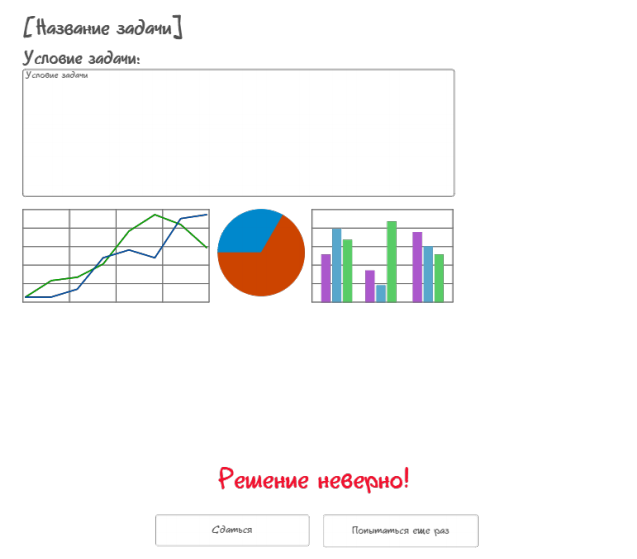 [Название задачи]
Условие задачи:
Условие задачи
Решение неверно!
Сдаться
Попытаться еще раз